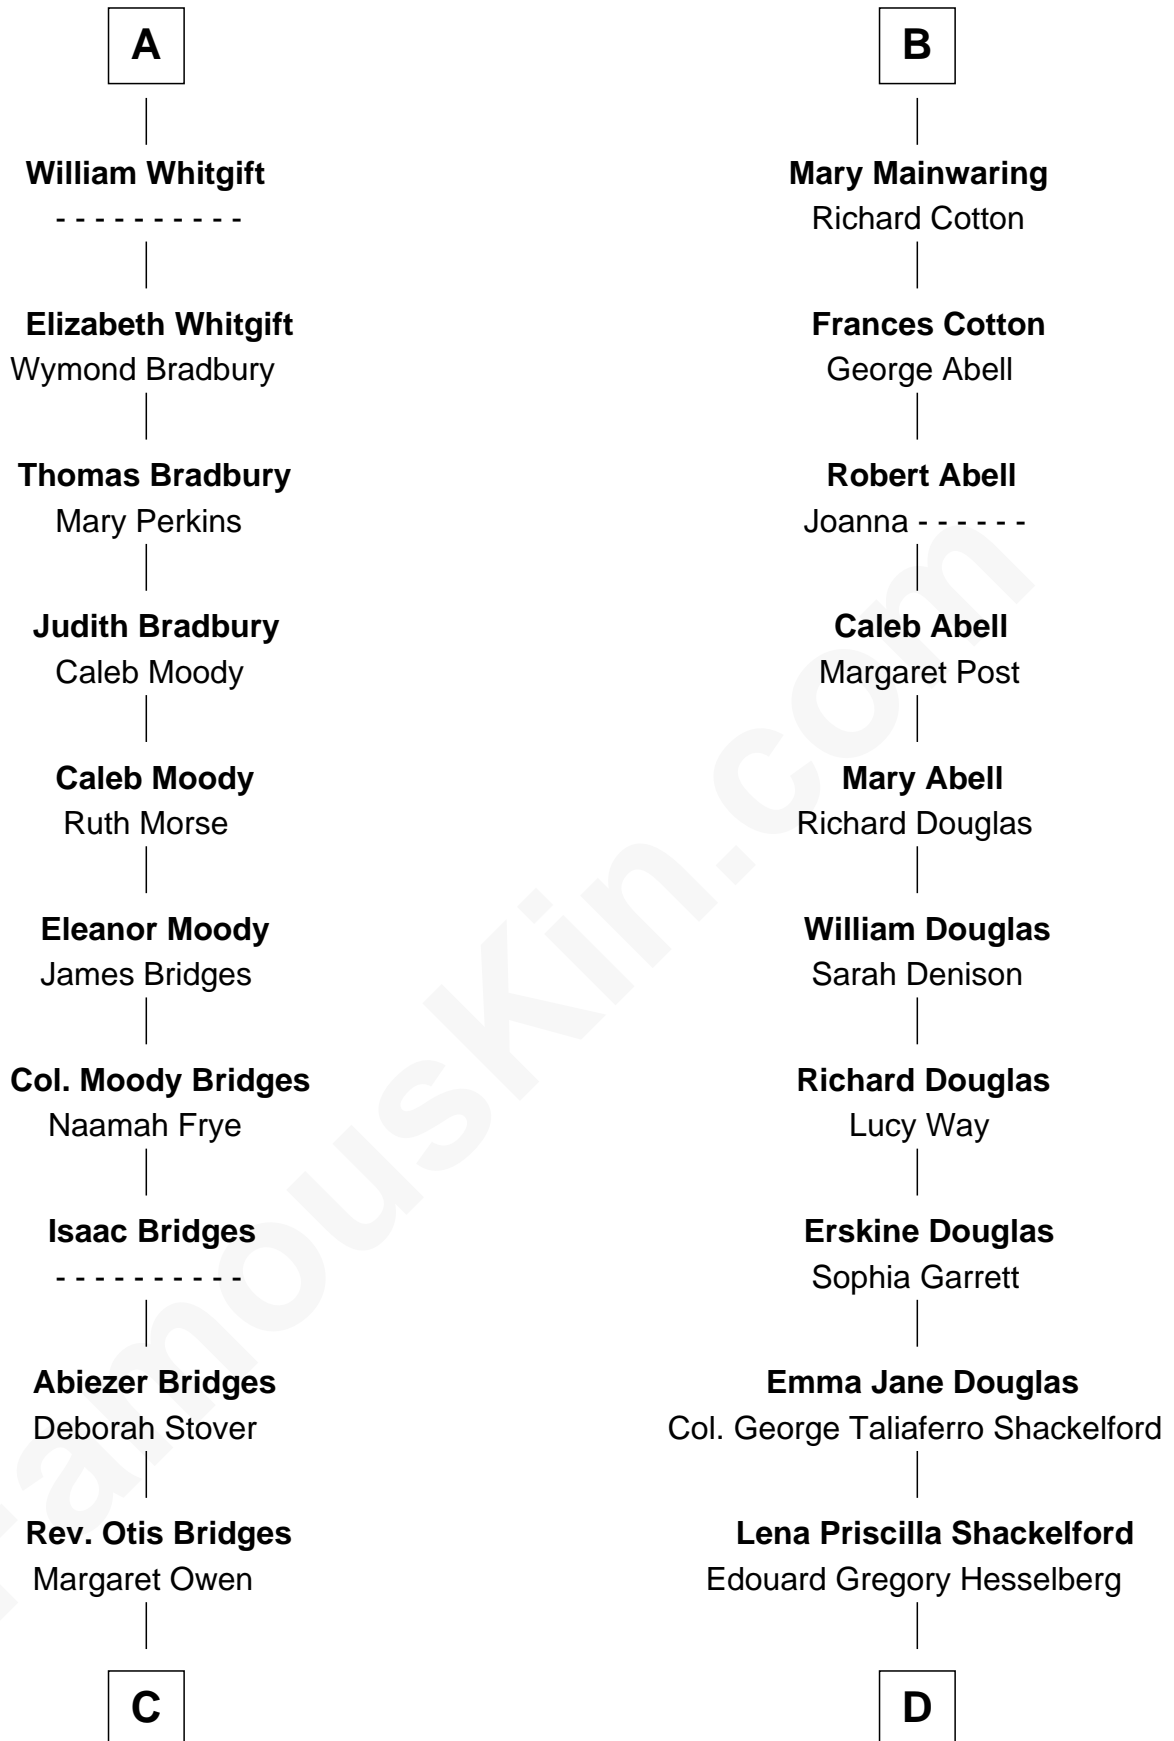 A
William Whitgift
- - - - - - - - - -
Elizabeth Whitgift
Wymond Bradbury
Thomas Bradbury
Mary Perkins
Judith Bradbury
Caleb Moody
Caleb Moody
Ruth Morse
Eleanor Moody
James Bridges
Col. Moody Bridges
Naamah Frye
Isaac Bridges
- - - - - - - - - -
Abiezer Bridges
Deborah Stover
Rev. Otis Bridges
Margaret Owen
C
B
Mary Mainwaring
Richard Cotton
Frances Cotton
George Abell
Robert Abell
Joanna - - - - - -
Caleb Abell
Margaret Post
Mary Abell
Richard Douglas
William Douglas
Sarah Denison
Richard Douglas
Lucy Way
Erskine Douglas
Sophia Garrett
Emma Jane Douglas
Col. George Taliaferro Shackelford
Lena Priscilla Shackelford
Edouard Gregory Hesselberg
D
FamousKin.com